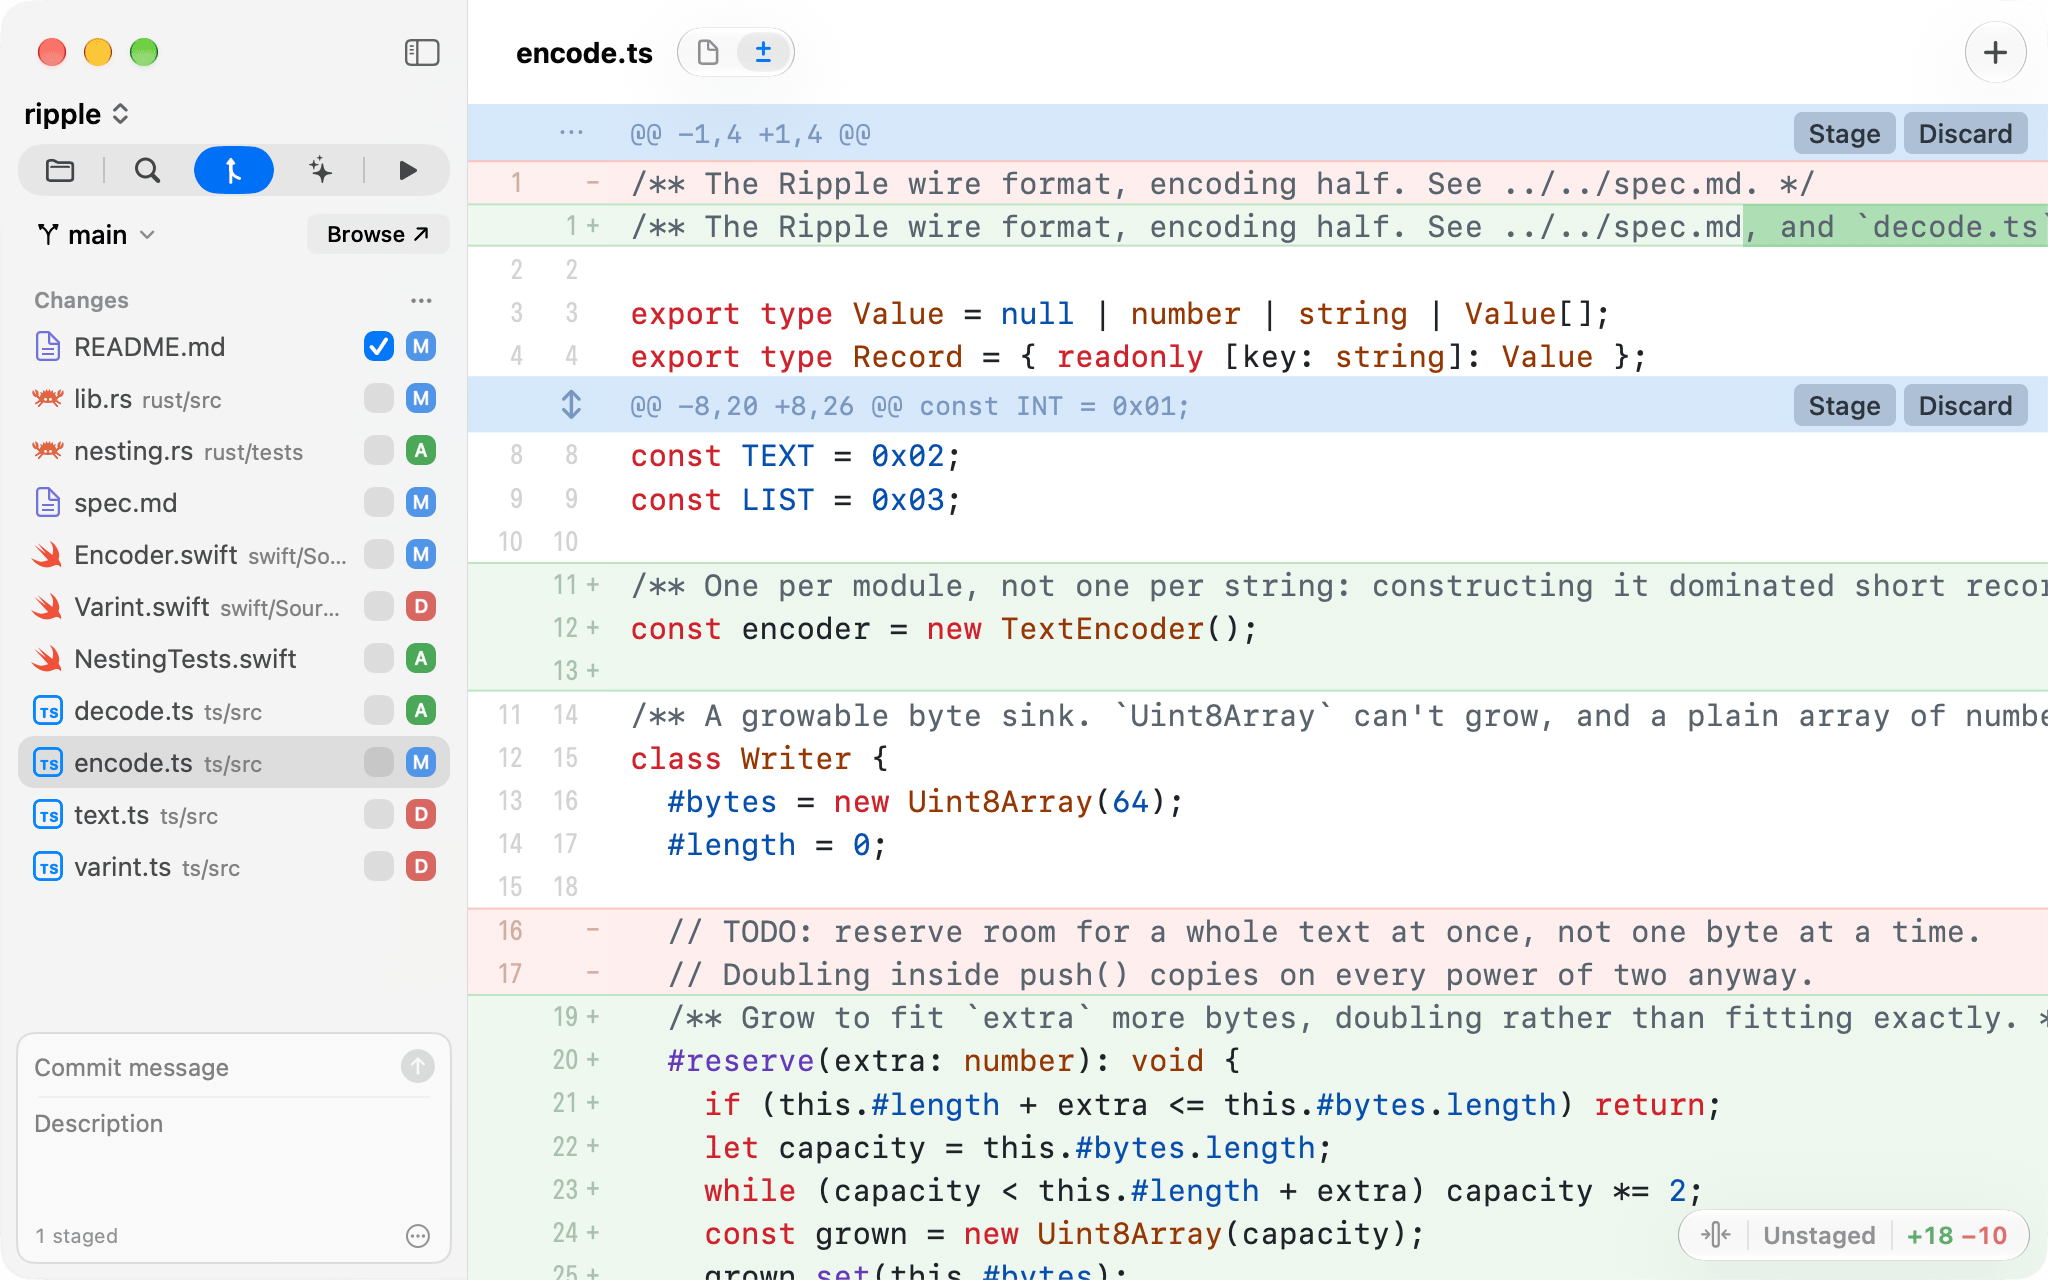 ripple
main
Browse ↗
Changes ...
README.md M
lib.rs rust/src M
nesting.rs rust/tests A
spec.md M
Encoder.swift swift/So... M
Varint.swift swift/Sour... D
NestingTests.swift A
TS decode.ts ts/src A
TS encode.ts ts/src M
TS text.ts ts/src D
TS varint.ts ts/src D
Commit message
Description
1 staged
encode.ts
... @@ -1,4 +1,4 @@ Stage Discard
1 - /** The Ripple wire format, encoding half. See ../../spec.md. */
1 + /** The Ripple wire format, encoding half. See ../../spec.md, and `decode.ts`
2 2
3 3 export type Value = null | number | string | Value[];
4 4 export type Record = { readonly [key: string]: Value };
@@ -8,20 +8,26 @@ const INT = 0x01; Stage Discard
8 8 const TEXT = 0x02;
9 9 const LIST = 0x03;
10 10
11 + /** One per module, not one per string: constructing it dominated short recor
12 + const encoder = new TextEncoder();
13 +
11 14 /** A growable byte sink. `Uint8Array` can't grow, and a plain array of numbe
12 15 class Writer {
13 16 #bytes = new Uint8Array(64);
14 17 #length = 0;
15 18
16 - // TODO: reserve room for a whole text at once, not one byte at a time.
17 - // Doubling inside push() copies on every power of two anyway.
19 + /** Grow to fit `extra` more bytes, doubling rather than fitting exactly. *
20 + #reserve(extra: number): void {
21 + if (this.#length + extra <= this.#bytes.length) return;
22 + let capacity = this.#bytes.length;
23 + while (capacity < this.#length + extra) capacity *= 2;
24 + const grown = new Uint8Array(capacity);
25 + grown.set(this.#bytes);
Unstaged +18 -10